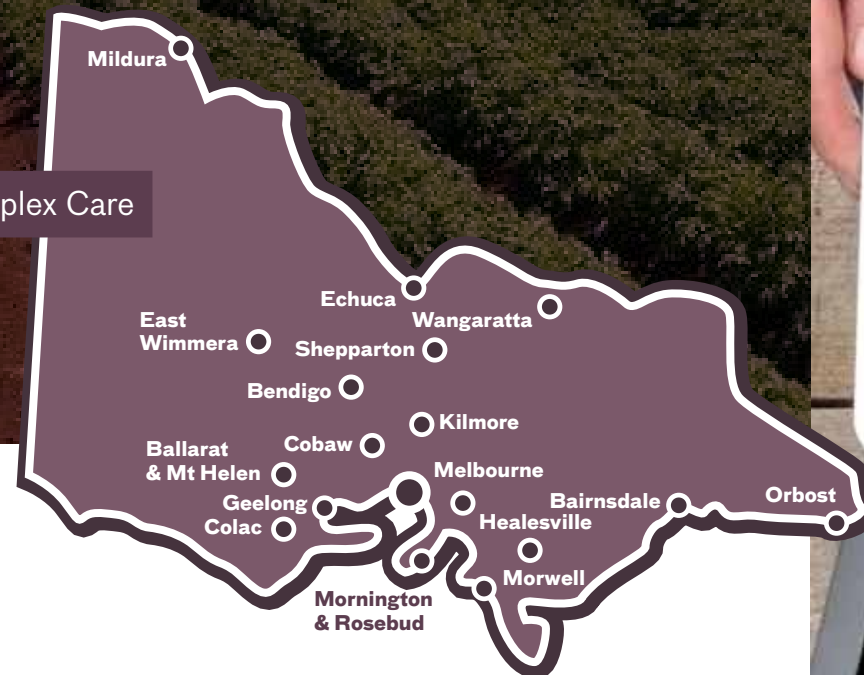 Mildura
plex Care
Echuca
Wangaratta
East
Wimmera
Shepparton
Bendigo
Kilmore
Cobaw
Ballarat
& Mt Helen
Melbourne
Geelong
Bairnsdale
Orbost
Healesville
Colac
Morwell
Mornington
& Rosebud